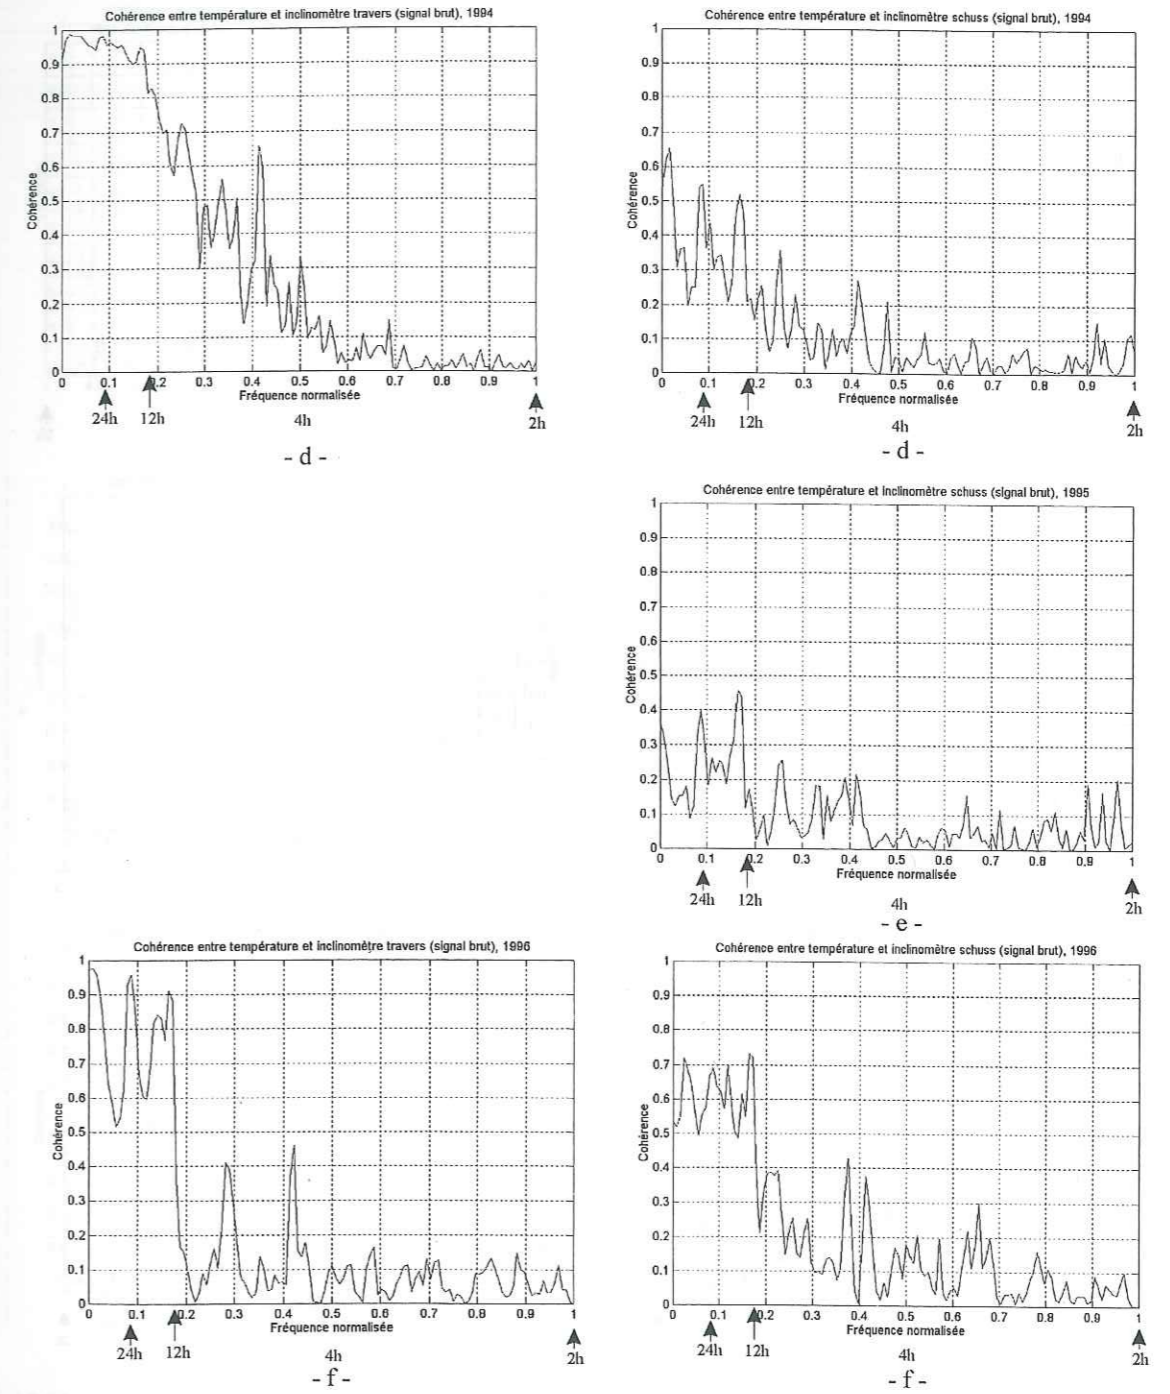 Cohérence entre température et inclinomètre travers (signal brut), 1994
1
0.9
0.8
0.7
0.6
0.5
0.4
0.3
0.2
0.1
0
Cohérence
0 0.1 0.2 0.3 0.4 0.5 0.6 0.7 0.8 0.9 1
Fréquence normalisée
24h 12h 4h 2h
- d -
Cohérence entre température et inclinomètre schuss (signal brut), 1994
1
0.9
0.8
0.7
0.6
0.5
0.4
0.3
0.2
0.1
0
Cohérence
0 0.1 0.2 0.3 0.4 0.5 0.6 0.7 0.8 0.9 1
Fréquence normalisée
24h 12h 4h 2h
- d -
Cohérence entre température et inclinomètre schuss (signal brut), 1995
1
0.9
0.8
0.7
0.6
0.5
0.4
0.3
0.2
0.1
0
Cohérence
0 0.1 0.2 0.3 0.4 0.5 0.6 0.7 0.8 0.9 1
Fréquence normalisée
24h 12h 4h 2h
- e -
Cohérence entre température et inclinomètre travers (signal brut), 1996
1
0.9
0.8
0.7
0.6
0.5
0.4
0.3
0.2
0.1
0
Cohérence
0 0.1 0.2 0.3 0.4 0.5 0.6 0.7 0.8 0.9 1
Fréquence normalisée
24h 12h 4h 2h
- f -
Cohérence entre température et inclinomètre schuss (signal brut), 1996
1
0.9
0.8
0.7
0.6
0.5
0.4
0.3
0.2
0.1
0
Cohérence
0 0.1 0.2 0.3 0.4 0.5 0.6 0.7 0.8 0.9 1
Fréquence normalisée
24h 12h 4h 2h
- f -